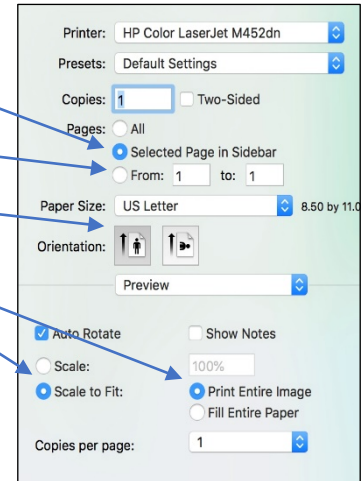 Printer: HP Color LaserJet M452dn
Presets: Default Settings
Copies: 1 Two-Sided
Pages: All
Selected Page in Sidebar
From: 1 to: 1
Paper Size: US Letter 8.50 by 11.0
Orientation:
Preview
Auto Rotate Show Notes
Scale: 100%
Scale to Fit: Print Entire Image
Fill Entire Paper
Copies per page: 1